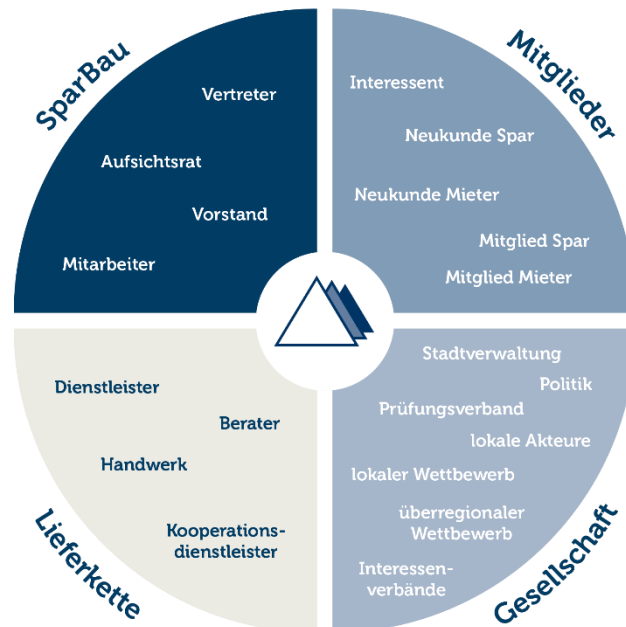 SparBau
Vertreter
Aufsichtsrat
Vorstand
Mitarbeiter
Mitglieder
Interessent
Neukunde Spar
Neukunde Mieter
Mitglied Spar
Mitglied Mieter
Lieferkette
Dienstleister
Berater
Handwerk
Kooperations-
dienstleister
Gesellschaft
Stadtverwaltung
Politik
Prüfungsverband
lokale Akteure
lokaler Wettbewerb
überregionaler
Wettbewerb
Interessen-
verbände